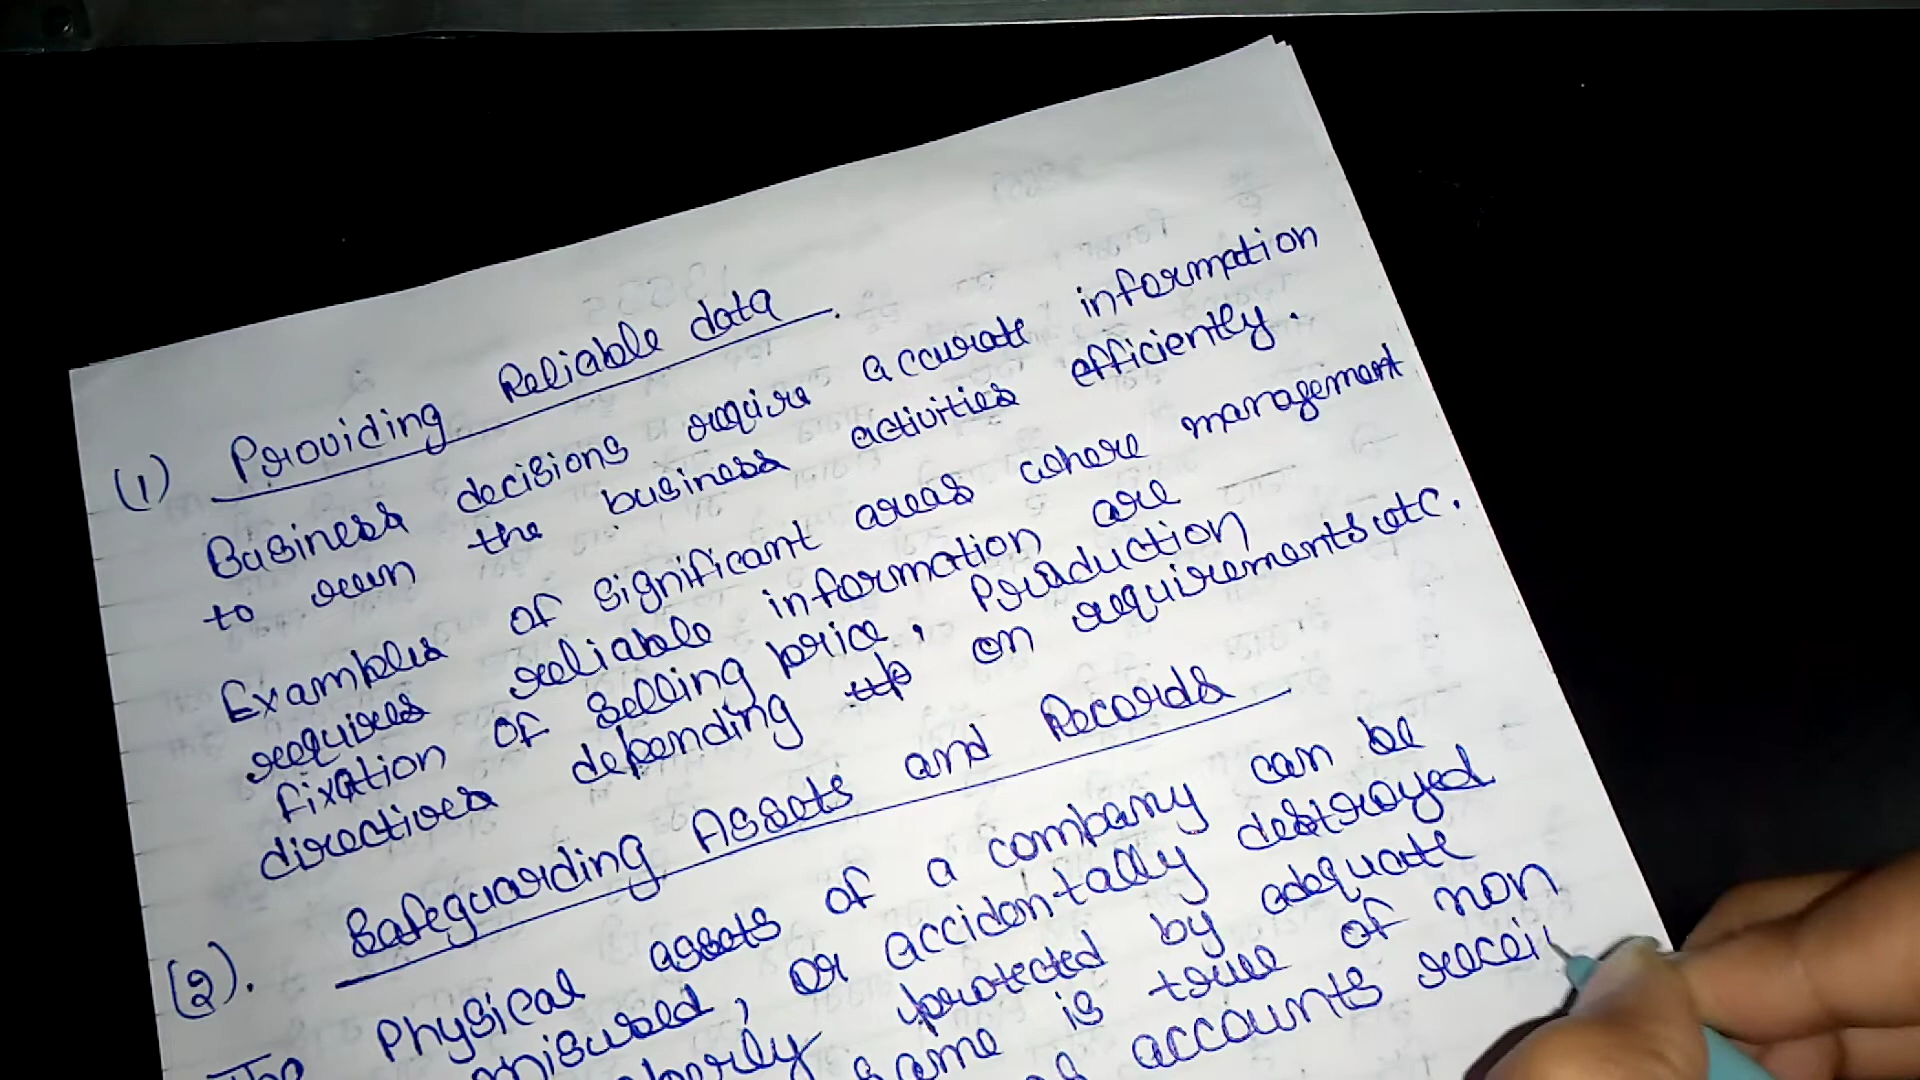 (1) Providing Reliable data.
Business decisions require accurate information
to run the business activities efficiently.
Examples of significant areas where management
requires reliable information are
fixation of selling price, Production
directives depending on requirements etc.
(2). Safeguarding Assets and Records
The Physical assets of a company can be
misused, or accidentally destroyed
protected by adequate
same is true of non
accounts recei